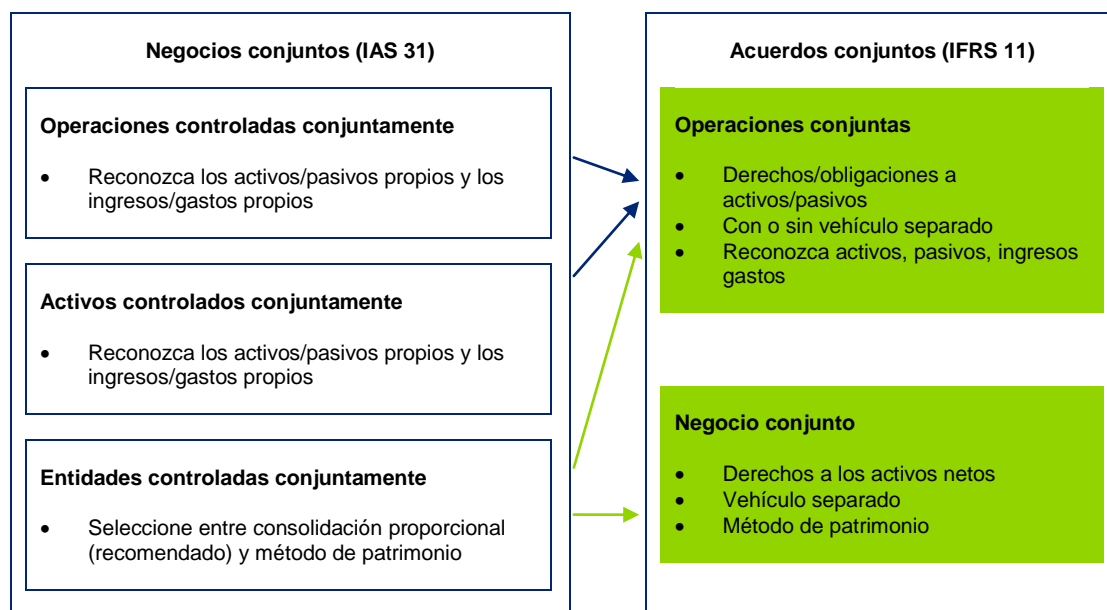 Negocios conjuntos (IAS 31)
Operaciones controladas conjuntamente
• Reconozca los activos/pasivos propios y los
ingresos/gastos propios
Activos controlados conjuntamente
• Reconozca los activos/pasivos propios y los
ingresos/gastos propios
Entidades controladas conjuntamente
• Seleccione entre consolidación proporcional
(recomendado) y método de patrimonio
Acuerdos conjuntos (IFRS 11)
Operaciones conjuntas
• Derechos/obligaciones a
activos/pasivos
• Con o sin vehículo separado
• Reconozca activos, pasivos, ingresos
gastos
Negocio conjunto
• Derechos a los activos netos
• Vehículo separado
• Método de patrimonio